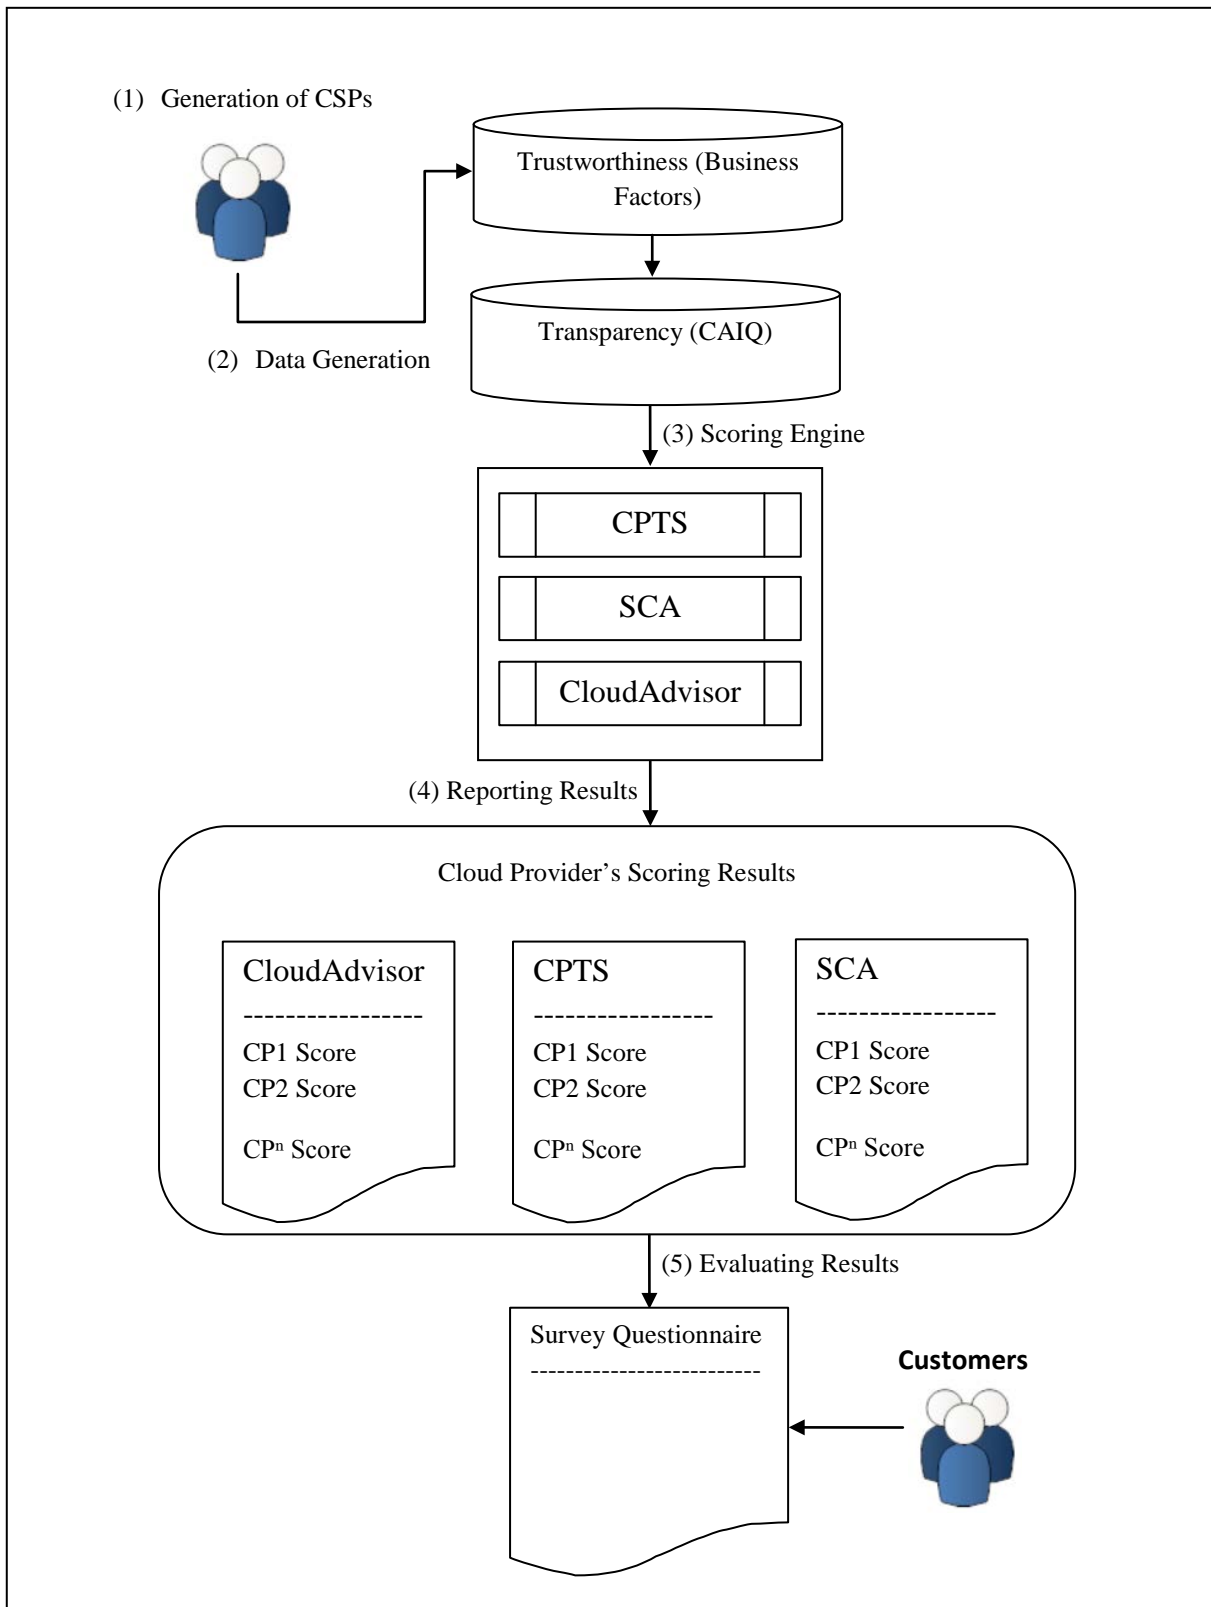 (1) Generation of CSPs
Trustworthiness (Business
Factors)
Transparency (CAIQ)
(2) Data Generation
(3) Scoring Engine
CPTS
SCA
CloudAdvisor
(4) Reporting Results
Cloud Provider’s Scoring Results
CloudAdvisor
-----------------
CP1 Score
CP2 Score
CPⁿ Score
CPTS
-----------------
CP1 Score
CP2 Score
CPⁿ Score
SCA
-----------------
CP1 Score
CP2 Score
CPⁿ Score
(5) Evaluating Results
Survey Questionnaire
--------------------------
Customers